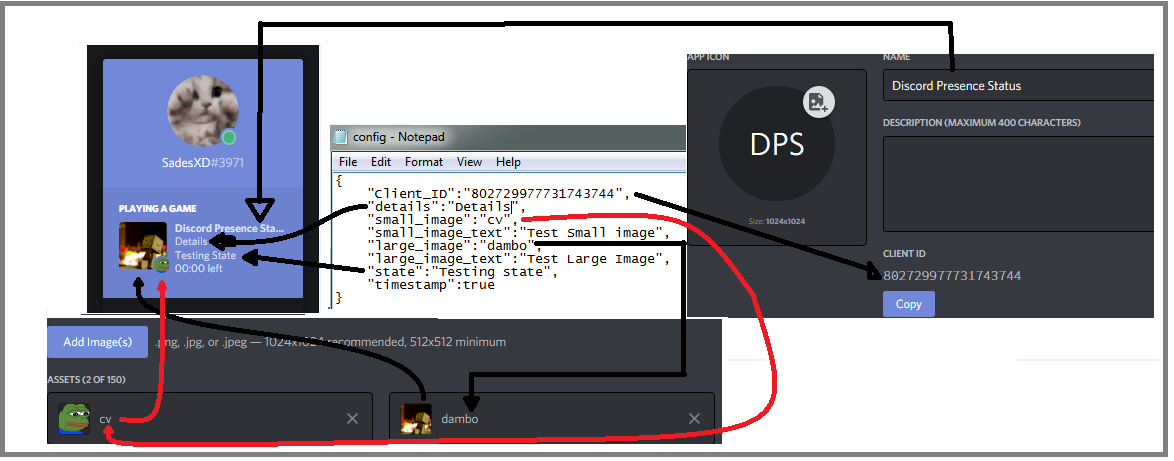 SadesXD#3971
PLAYING A GAME
Discord Presence Sta...
Details
Testing State
00:00 left
config - Notepad
File Edit Format View Help
{
"Client_ID":"802729977731743744",
"details":"Details",
"small_image":"cv",
"small_image_text":"Test Small image",
"large_image":"dambo",
"large_image_text":"Test Large Image",
"state":"Testing state",
"timestamp":true
}
APP ICON
DPS
Size: 1024x1024
NAME
Discord Presence Status
DESCRIPTION (MAXIMUM 400 CHARACTERS)
CLIENT ID
802729977731743744
Copy
Add Image(s) .png, .jpg, or .jpeg — 1024x1024 recommended, 512x512 minimum
ASSETS (2 OF 150)
cv
dambo